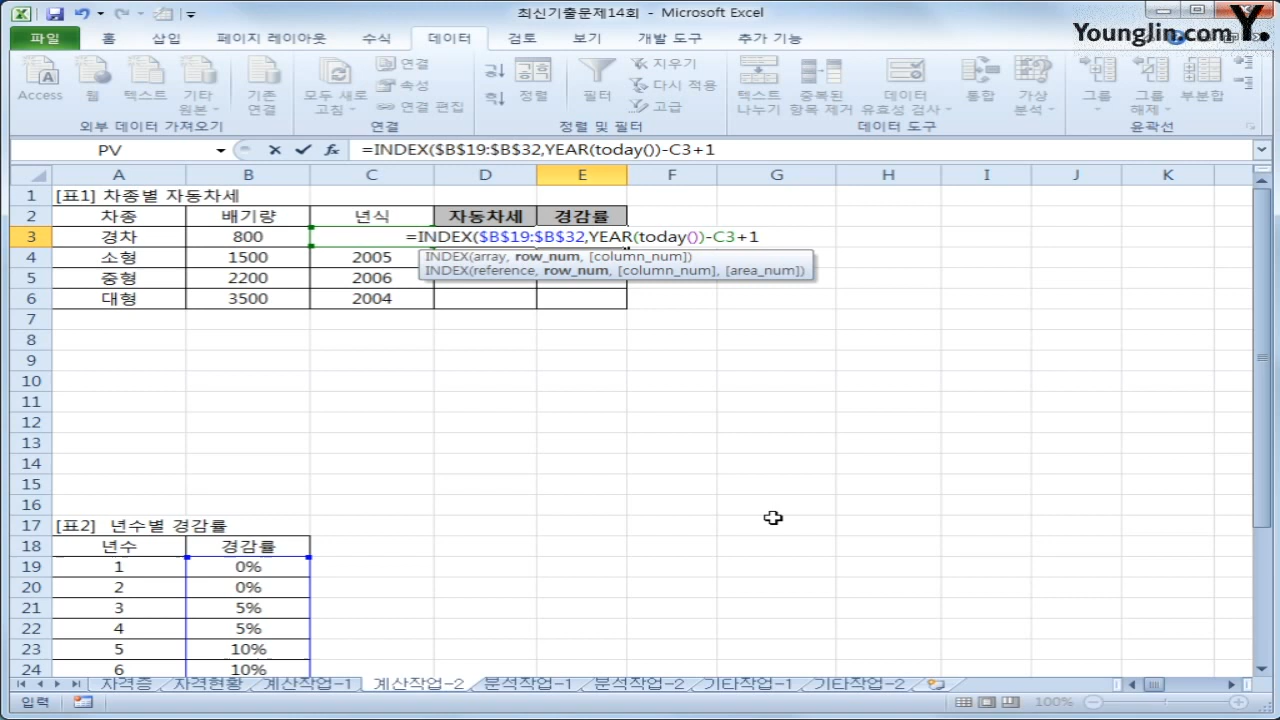 최신기출문제14회 - Microsoft Excel
Younglin.com Y.
파일 홈 삽입 페이지 레이아웃 수식 데이터 검토 보기 개발 도구 추가 기능
Access 웹 텍스트 기타 원본 기존 연결 모두 새로 고침 연결 속성 연결 편집 정렬 필터 지우기 다시 적용 고급 텍스트 나누기 중복된 항목 제거 데이터 유효성 검사 통합 가상 분석 그룹 그룹 해제 부분합
외부 데이터 가져오기 연결 정렬 및 필터 데이터 도구 윤곽선
PV =INDEX($B$19:$B$32,YEAR(today())-C3+1
A B C D E F G H I J K
1 [표1] 차종별 자동차세
2 차종 배기량 년식 자동차세 경감률
3 경차 800 =INDEX($B$19:$B$32,YEAR(today())-C3+1
4 소형 1500 2005 INDEX(array, row_num, [column_num])
5 중형 2200 2006 INDEX(reference, row_num, [column_num], [area_num])
6 대형 3500 2004
7
8
9
10
11
12
13
14
15
16
17 [표2] 년수별 경감률
18 년수 경감률
19 1 0%
20 2 0%
21 3 5%
22 4 5%
23 5 10%
24 6 10%
자격증 자격현황 계산작업-1 계산작업-2 분석작업-1 분석작업-2 기타작업-1 기타작업-2
입력 100%